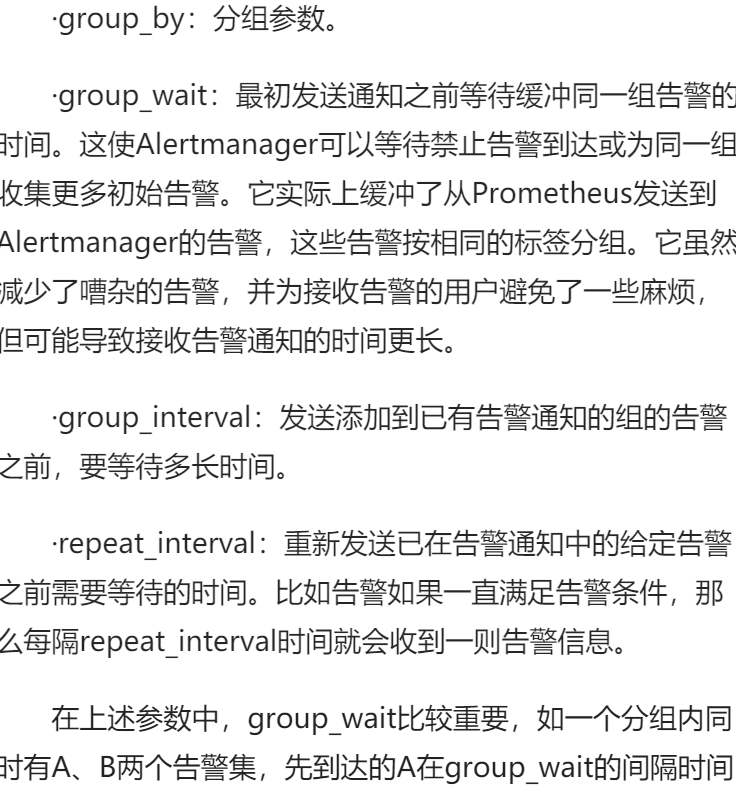 ·group_by：分组参数。
·group_wait：最初发送通知之前等待缓冲同一组告警的
时间。这使Alertmanager可以等待禁止告警到达或为同一组
收集更多初始告警。它实际上缓冲了从Prometheus发送到
Alertmanager的告警，这些告警按相同的标签分组。它虽然
减少了嘈杂的告警，并为接收告警的用户避免了一些麻烦，
但可能导致接收告警通知的时间更长。
·group_interval：发送添加到已有告警通知的组的告警
之前，要等待多长时间。
·repeat_interval：重新发送已在告警通知中的给定告警
之前需要等待的时间。比如告警如果一直满足告警条件，那
么每隔repeat_interval时间就会收到一则告警信息。
在上述参数中，group_wait比较重要，如一个分组内同
时有A、B两个告警集，先到达的A在group_wait的间隔时间